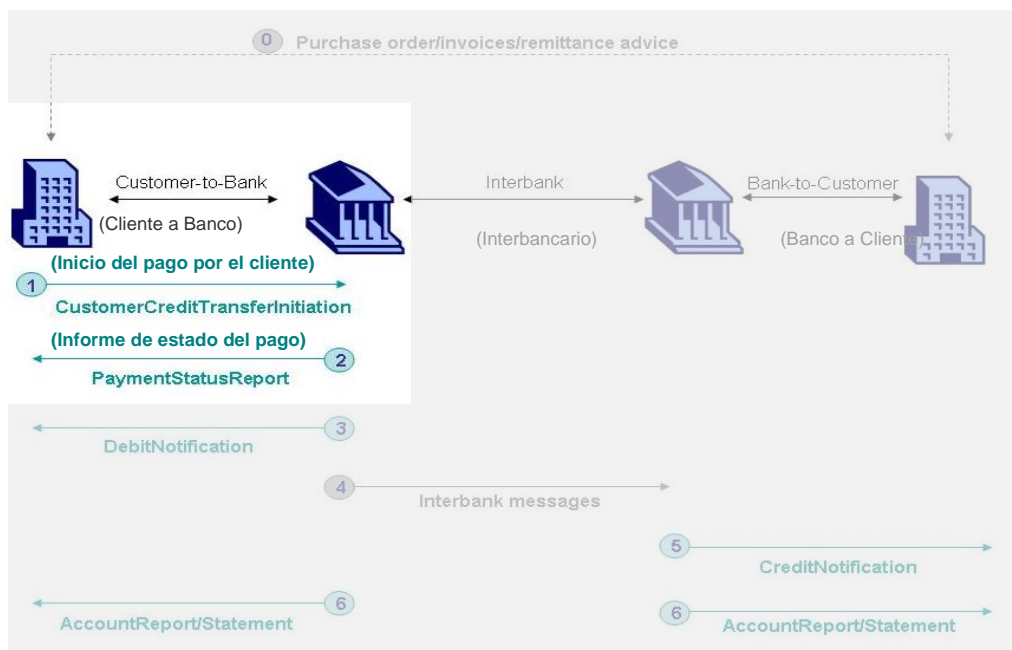 0 Purchase order/invoices/remittance advice
Customer-to-Bank
(Cliente a Banco)
Interbank
(Interbancario)
Bank-to-Customer
(Banco a Cliente)
(Inicio del pago por el cliente)
1
CustomerCreditTransferInitiation
(Informe de estado del pago)
2
PaymentStatusReport
3
DebitNotification
4
Interbank messages
5
CreditNotification
6
AccountReport/Statement
6
AccountReport/Statement